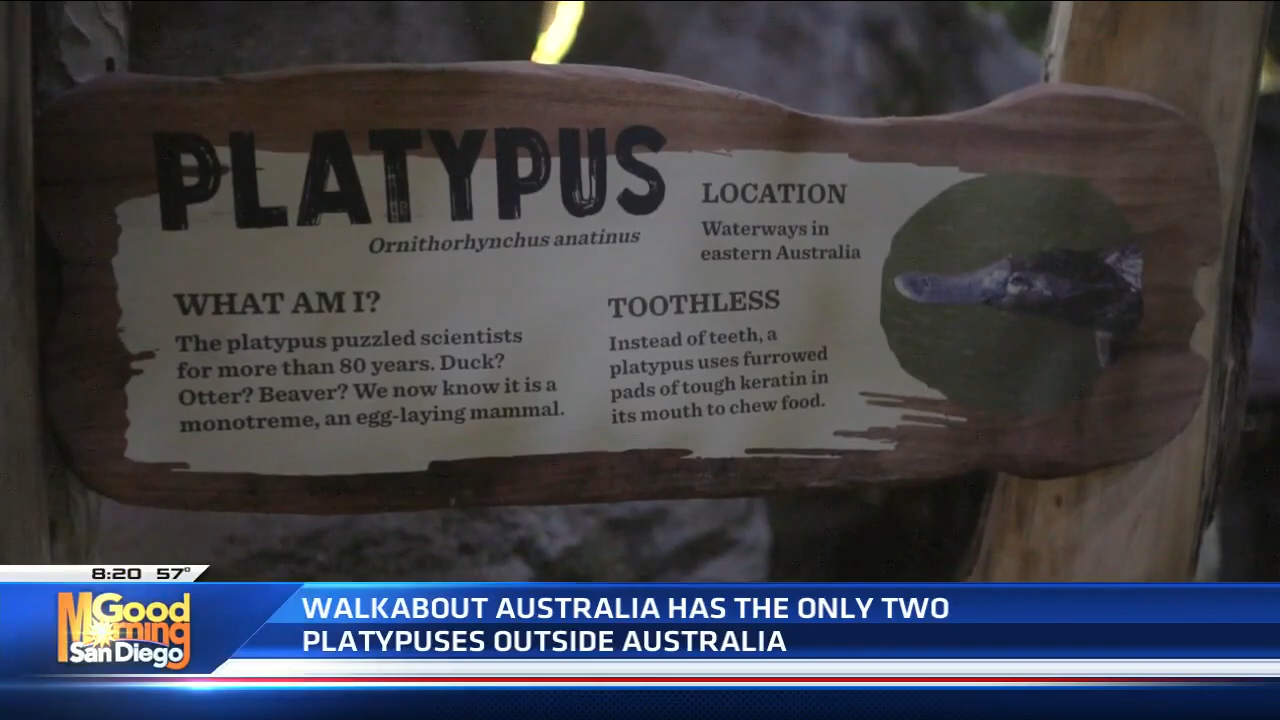 PLATYPUS
Ornithorhynchus anatinus
LOCATION
Waterways in
eastern Australia
WHAT AM I?
The platypus puzzled scientists
for more than 80 years. Duck?
Otter? Beaver? We now know it is a
monotreme, an egg-laying mammal.
TOOTHLESS
Instead of teeth, a
platypus uses furrowed
pads of tough keratin in
its mouth to chew food.
8:20 57°
Good
Morning
San Diego
WALKABOUT AUSTRALIA HAS THE ONLY TWO
PLATYPUSES OUTSIDE AUSTRALIA